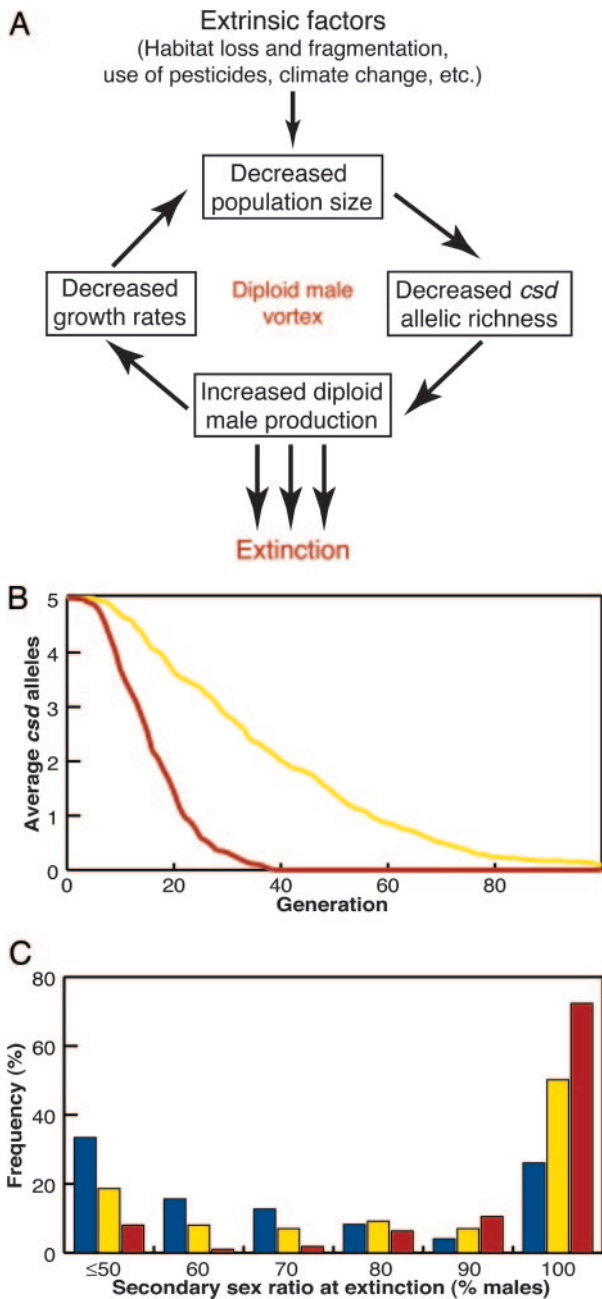 A
Extrinsic factors
(Habitat loss and fragmentation,
use of pesticides, climate change, etc.)
Decreased
population size
Decreased
growth rates
Diploid male
vortex
Decreased csd
allelic richness
Increased diploid
male production
Extinction
B
5
4
3
2
1
0
Average csd alleles
0 20 40 60 80
Generation
C
80
60
40
20
0
Frequency (%)
≤50 60 70 80 90 100
Secondary sex ratio at extinction (% males)